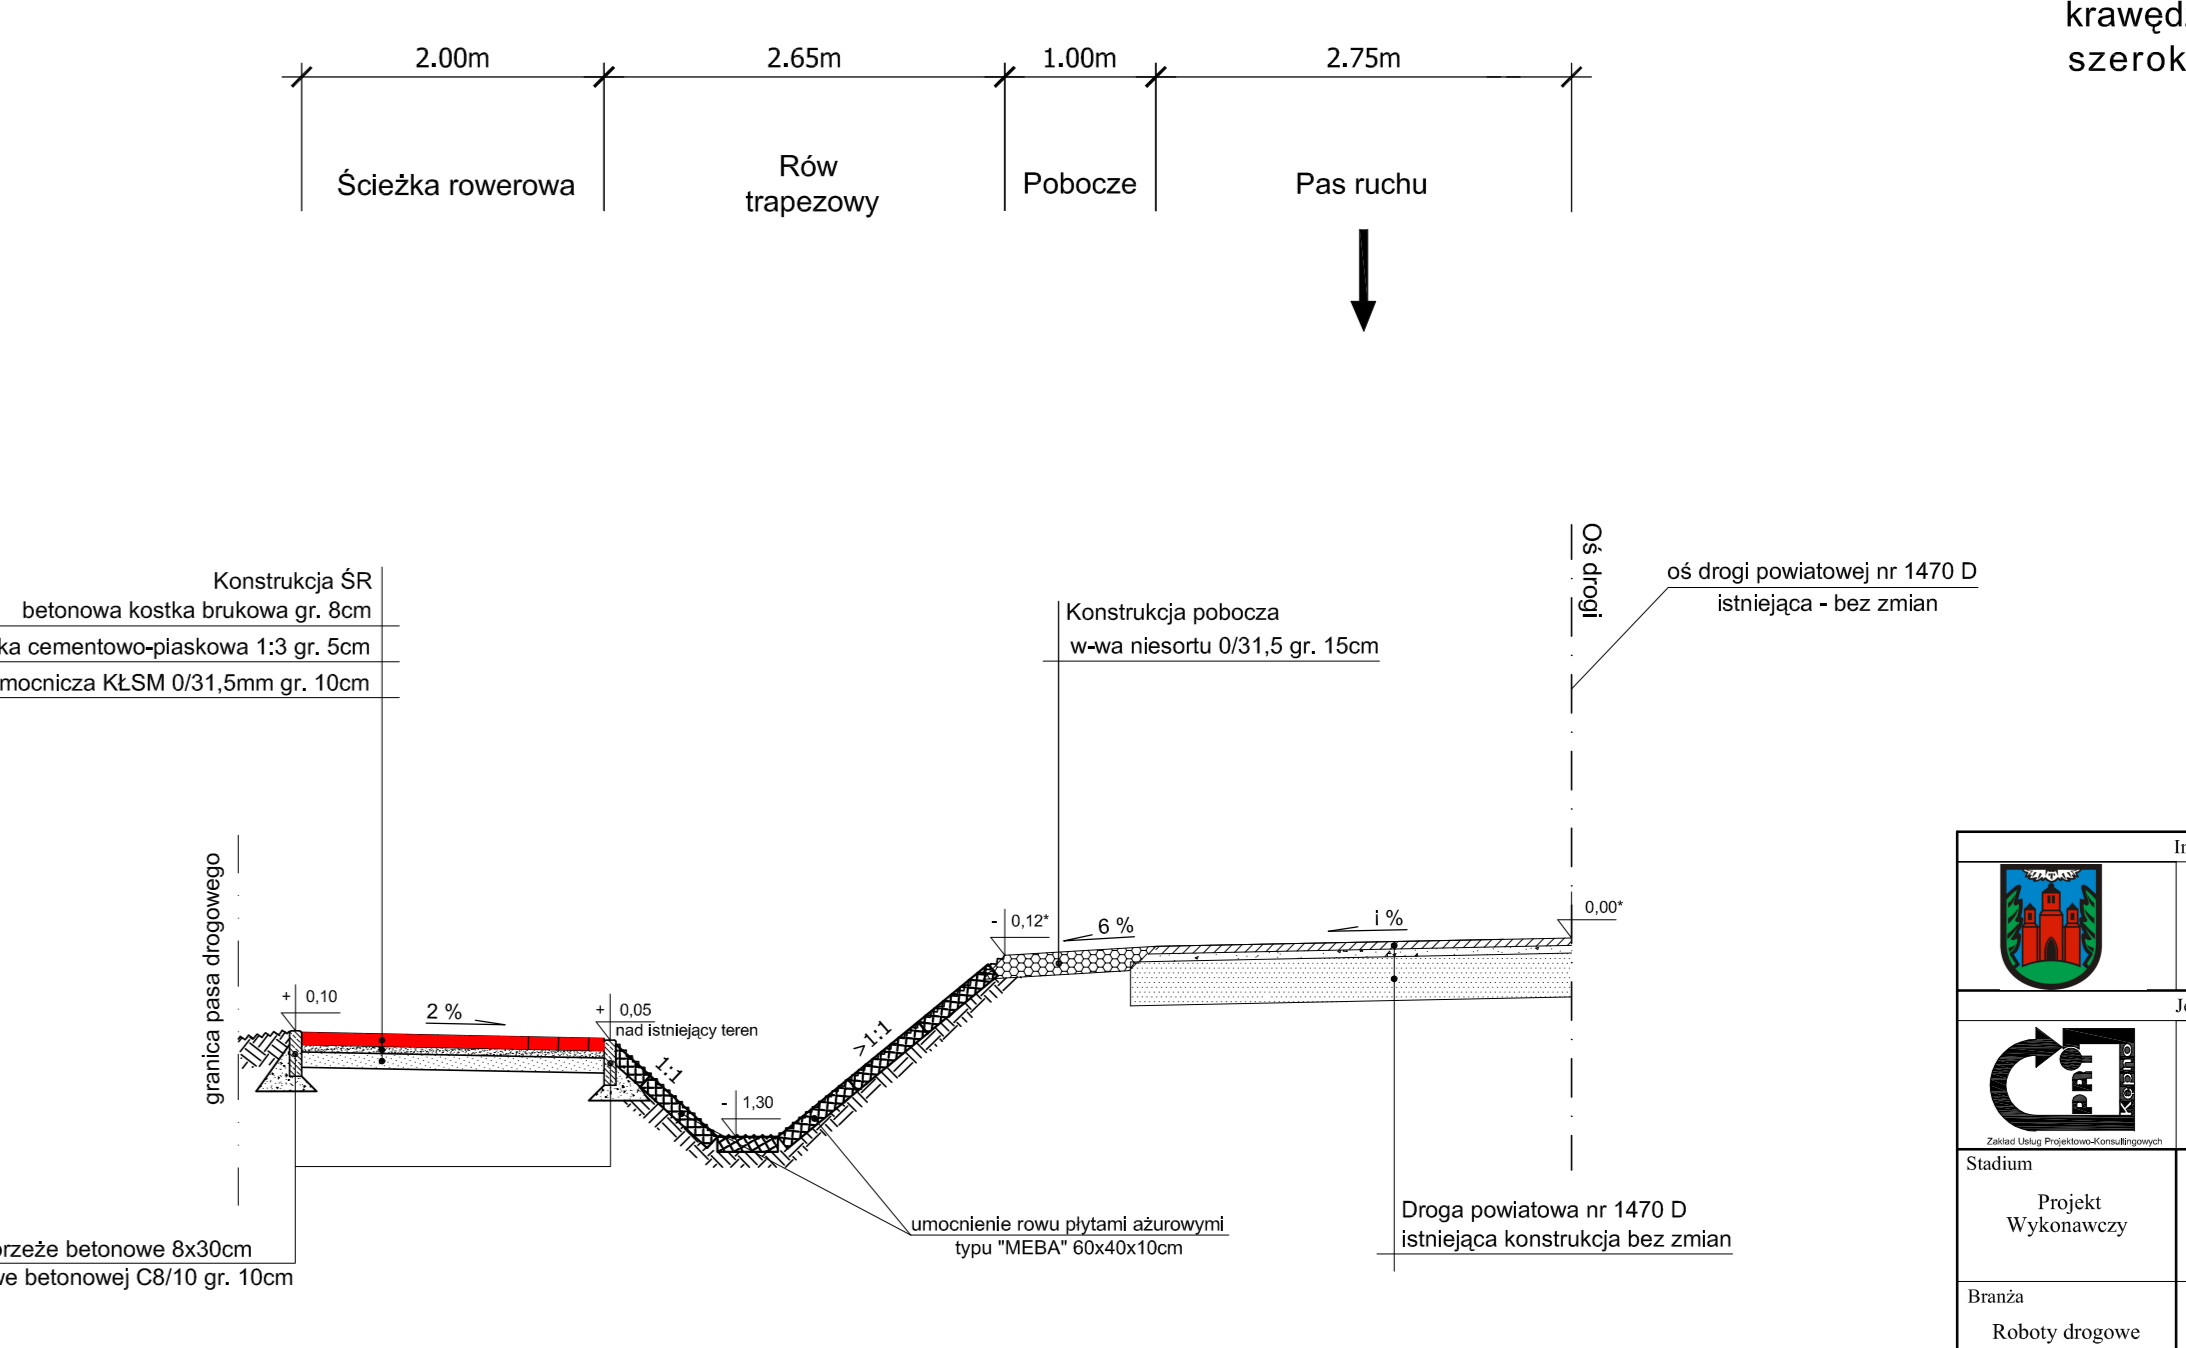 szerok
2.00m
2.65m
1.00m
2.75m
Ścieżka rowerowa
Rów
trapezowy
Pobocze
Pas ruchu
Konstrukcja ŚR
betonowa kostka brukowa gr. 8cm
cementowo-piaskowa 1:3 gr. 5cm
KŁSM 0/31,5mm gr. 10cm
Konstrukcja pobocza
w-wa niesortu 0/31,5 gr. 15cm
Oś drogi
oś drogi powiatowej nr 1470 D
istniejąca - bez zmian
granica pasa drogowego
+ 0,10
2 %
+ 0,05
nad istniejący teren
1:1
- 1,30
>1:1
- 0,12*
6 %
i %
0,00*
umocnienie rowu płytami ażurowymi
typu "MEBA" 60x40x10cm
Droga powiatowa nr 1470 D
istniejąca konstrukcja bez zmian
betonowe 8x30cm
betonowej C8/10 gr. 10cm
PRI
Kępno
Zakład Usług Projektowo-Konsultingowych
Stadium
Projekt
Wykonawczy
Branża
Roboty drogowe